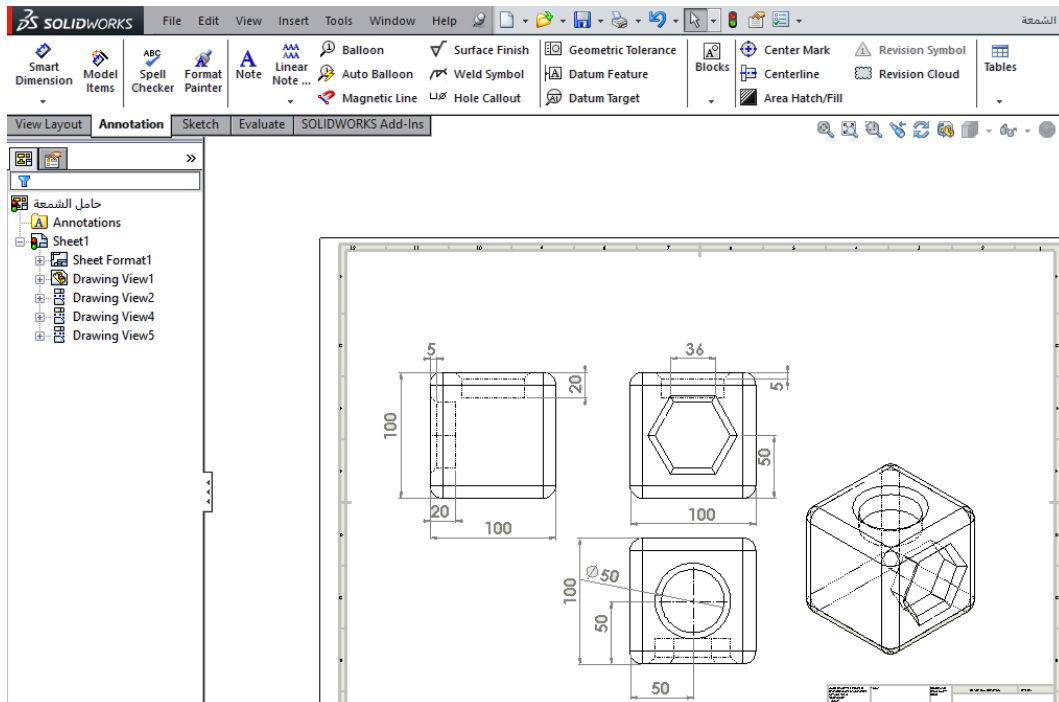 SOLIDWORKS File Edit View Insert Tools Window Help الشمعة
Smart Dimension
Model Items
ABC
Spell Checker
Format Painter
A
Note
AAA
AAA
Linear Note ...
Balloon
Auto Balloon
Magnetic Line
Surface Finish
Weld Symbol
Hole Callout
Geometric Tolerance
Datum Feature
Datum Target
Blocks
Center Mark
Centerline
Area Hatch/Fill
Revision Symbol
Revision Cloud
Tables
View Layout Annotation Sketch Evaluate SOLIDWORKS Add-Ins
حامل الشمعة
A Annotations
Sheet1
Sheet Format1
Drawing View1
Drawing View2
Drawing View4
Drawing View5
5
20
100
20
100
36
5
50
100
Ø50
100
50
50